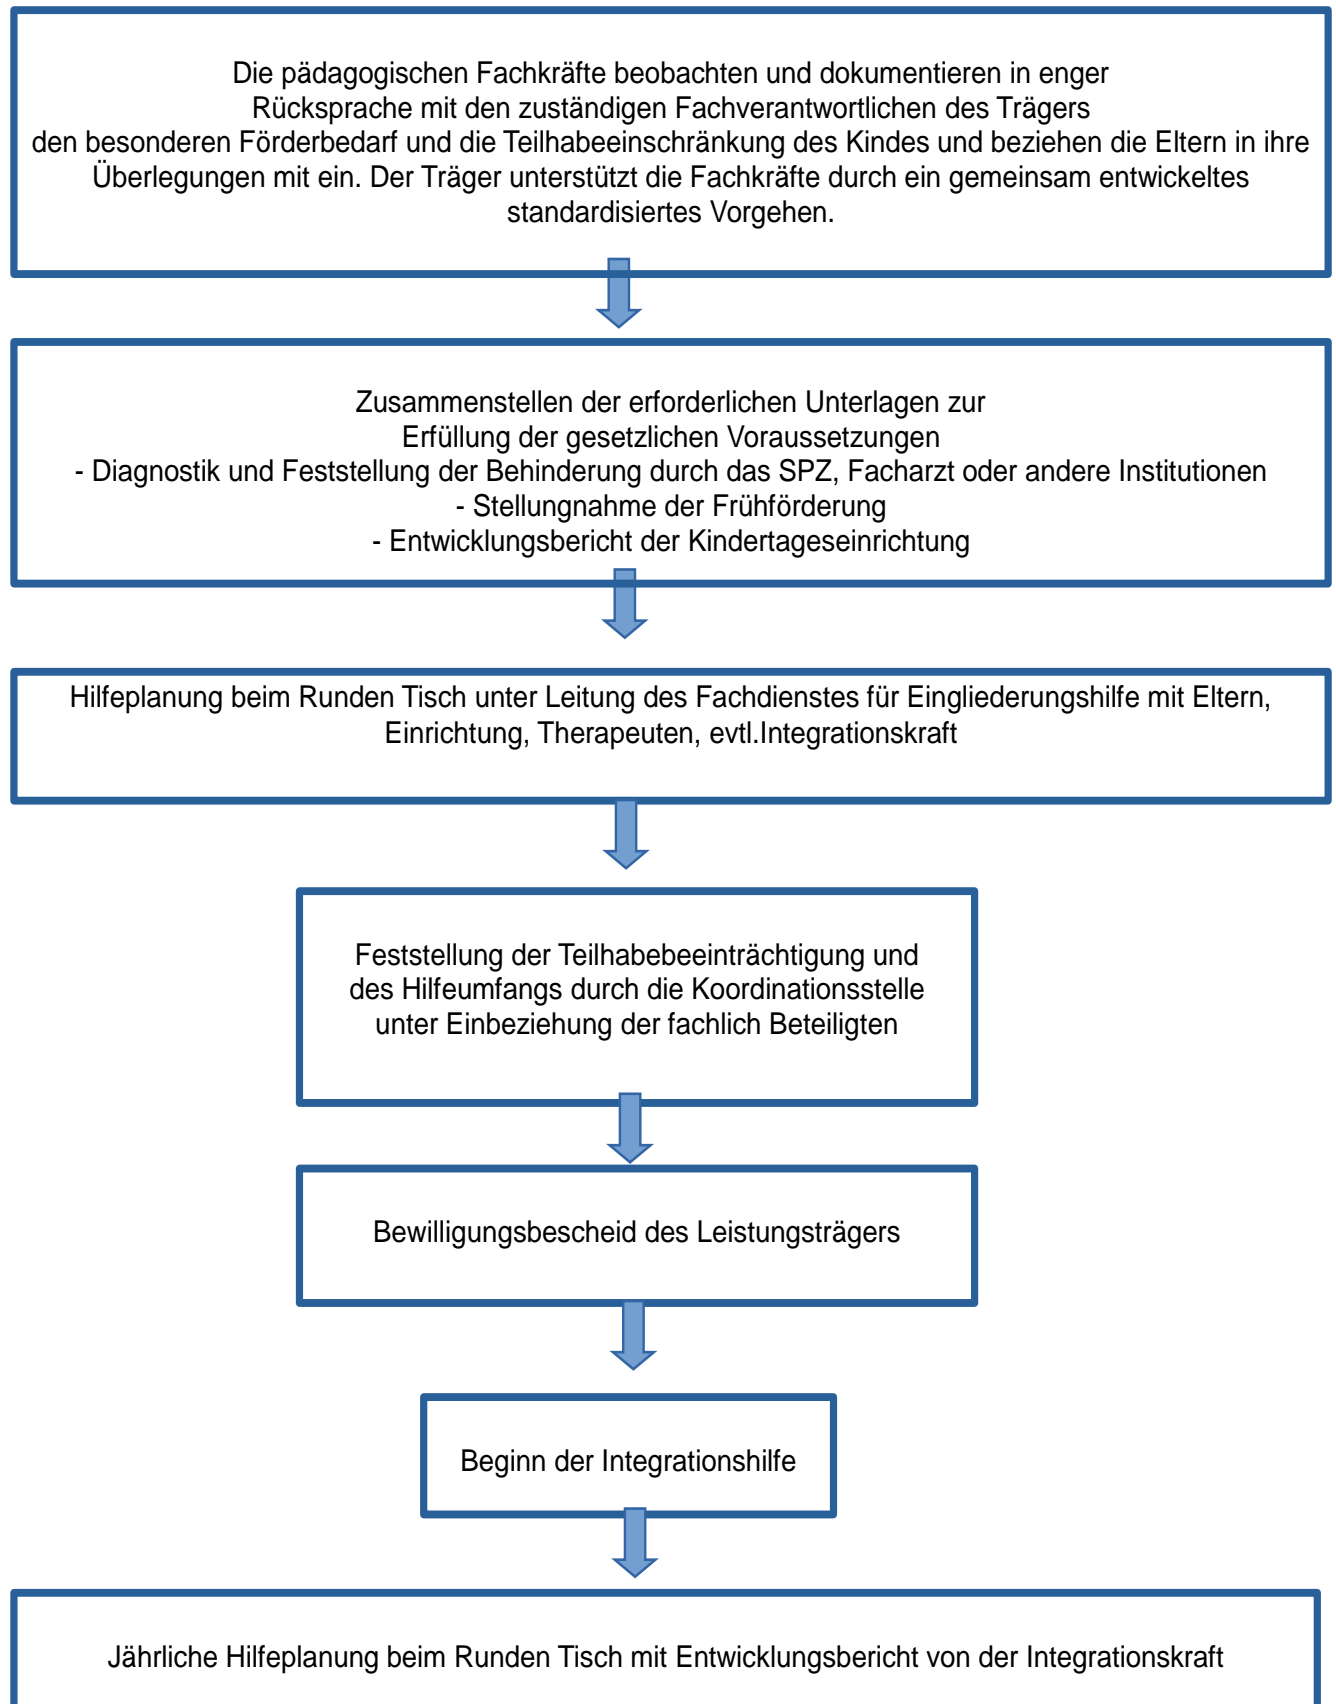 Die pädagogischen Fachkräfte beobachten und dokumentieren in enger
Rücksprache mit den zuständigen Fachverantwortlichen des Trägers
den besonderen Förderbedarf und die Teilhabeeinschränkung des Kindes und beziehen die Eltern in ihre
Überlegungen mit ein. Der Träger unterstützt die Fachkräfte durch ein gemeinsam entwickeltes
standardisiertes Vorgehen.
Zusammenstellen der erforderlichen Unterlagen zur
Erfüllung der gesetzlichen Voraussetzungen
- Diagnostik und Feststellung der Behinderung durch das SPZ, Facharzt oder andere Institutionen
- Stellungnahme der Frühförderung
- Entwicklungsbericht der Kindertageseinrichtung
Hilfeplanung beim Runden Tisch unter Leitung des Fachdienstes für Eingliederungshilfe mit Eltern,
Einrichtung, Therapeuten, evtl.Integrationskraft
Feststellung der Teilhabebeeinträchtigung und
des Hilfeumfangs durch die Koordinationsstelle
unter Einbeziehung der fachlich Beteiligten
Bewilligungsbescheid des Leistungsträgers
Beginn der Integrationshilfe
Jährliche Hilfeplanung beim Runden Tisch mit Entwicklungsbericht von der Integrationskraft